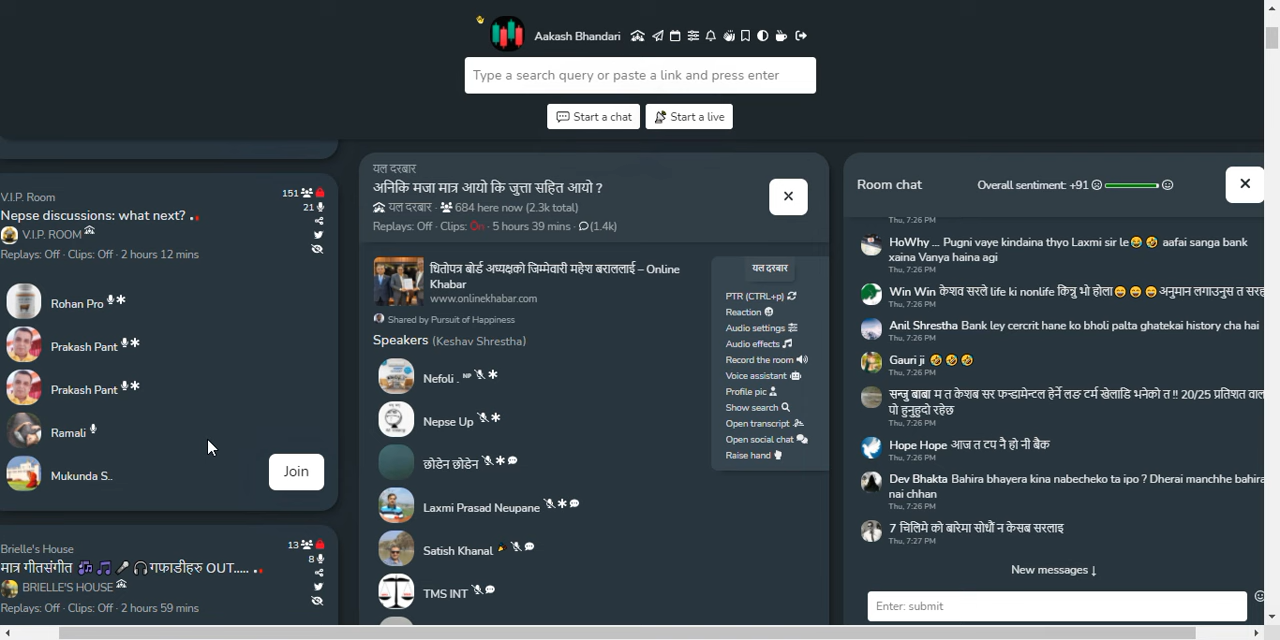 Aakash Bhandari
Type a search query or paste a link and press enter
Start a chat
Start a live
V.I.P. Room
Nepse discussions: what next?
V.I.P. ROOM
Replays: Off · Clips: Off · 2 hours 12 mins
151
21
Rohan Pro
Prakash Pant
Prakash Pant
Ramali
Mukunda S..
Join
Brielle's House
मात्र गीतसंगीत गफाडीहरु OUT.....
BRIELLE'S HOUSE
Replays: Off · Clips: Off · 2 hours 59 mins
13
8
यल दरबार
अनिकि मजा मात्र आयो कि जुत्ता सहित आयो ?
यल दरबार · 684 here now (2.3k total)
Replays: Off · Clips: On · 5 hours 39 mins · (1.4k)
धितोपत्र बोर्ड अध्यक्षको जिम्मेवारी महेश बराललाई – Online
Khabar
www.onlinekhabar.com
Shared by Pursuit of Happiness
Speakers (Keshav Shrestha)
Nefoli . NP
Nepse Up
छोडेन छोडेन
Laxmi Prasad Neupane
Satish Khanal
TMS INT
यल दरबार
PTR (CTRL+p)
Reaction
Audio settings
Audio effects
Record the room
Voice assistant
Profile pic
Show search
Open transcript
Open social chat
Raise hand
Room chat
Overall sentiment: +91
Thu, 7:26 PM
HoWhy ... Pugni vaye kindaina thyo Laxmi sir le aafai sanga bank
xaina Vanya haina agi
Thu, 7:26 PM
Win Win केशव सरले life ki nonlife किन्नु भो होला अनुमान लगाउनुस त सरह
Thu, 7:26 PM
Anil Shrestha Bank ley cercrit hane ko bholi palta ghatekai history cha hai
Thu, 7:26 PM
Gauri ji
Thu, 7:26 PM
सन्जु बाबा म त केशब सर फन्डामेन्टल हेर्ने लङ टर्म खेलाडि भनेको त !! 20/25 प्रतिशत वाल
पो हुनुहुदो रहेछ
Thu, 7:26 PM
Hope Hope आज त टप नै हो नी बैक
Thu, 7:26 PM
Dev Bhakta Bahira bhayera kina nabecheko ta ipo ? Dherai manchhe bahira
nai chhan
Thu, 7:26 PM
7 चिलिमे को बारेमा सोधौं न केसब सरलाइ
Thu, 7:27 PM
New messages ↓
Enter: submit